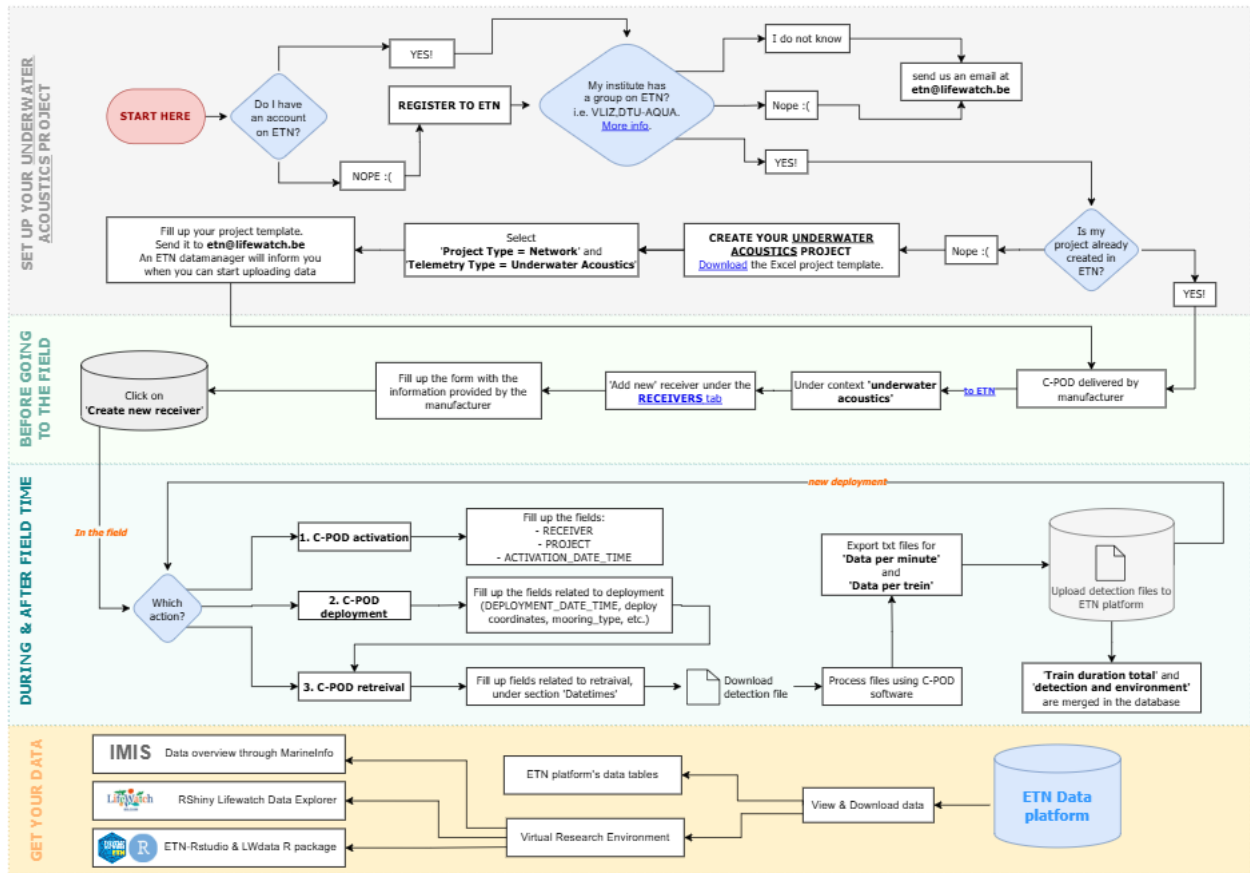 SET UP YOUR UNDERWATER
ACOUSTICS PROJECT
START HERE
Do I have
an account
on ETN?
YES!
NOPE :(
REGISTER TO ETN
My institute has
a group on ETN?
i.e. VLIZ,DTU-AQUA.
More info.
I do not know
Nope :(
send us an email at
etn@lifewatch.be
YES!
Is my
project already
created in
ETN?
Nope :(
YES!
CREATE YOUR UNDERWATER
ACOUSTICS PROJECT
Download the Excel project template.
Select
'Project Type = Network' and
'Telemetry Type = Underwater Acoustics'
Fill up your project template.
Send it to etn@lifewatch.be
An ETN datamanager will inform you
when you can start uploading data
BEFORE GOING
TO THE FIELD
C-POD delivered by
manufacturer
to ETN
Under context 'underwater
acoustics'
'Add new' receiver under the
RECEIVERS tab
Fill up the form with the
information provided by the
manufacturer
Click on
'Create new receiver'
DURING & AFTER FIELD TIME
In the field
new deployment
Which
action?
1. C-POD activation
Fill up the fields:
- RECEIVER
- PROJECT
- ACTIVATION_DATE_TIME
2. C-POD
deployment
Fill up the fields related to deployment
(DEPLOYMENT_DATE_TIME, deploy
coordinates, mooring_type, etc.)
3. C-POD retreival
Fill up fields related to retraival,
under section 'Datetimes'
Download
detection file
Process files using C-POD
software
Export txt files for
'Data per minute'
and
'Data per trein'
Upload detection files to
ETN platform
'Train duration total' and
'detection and environment'
are merged in the database
GET YOUR DATA
ETN Data
platform
View & Download data
ETN platform's data tables
Virtual Research Environment
IMIS Data overview through MarineInfo
LifeWatch RShiny Lifewatch Data Explorer
R ETN-Rstudio & LWdata R package